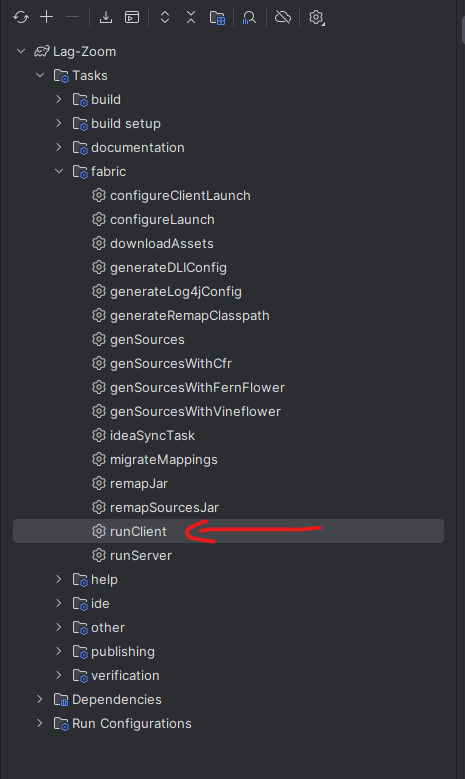 Lag-Zoom
Tasks
build
build setup
documentation
fabric
configureClientLaunch
configureLaunch
downloadAssets
generateDLIConfig
generateLog4jConfig
generateRemapClasspath
genSources
genSourcesWithCfr
genSourcesWithFernFlower
genSourcesWithVineflower
ideaSyncTask
migrateMappings
remapJar
remapSourcesJar
runClient
runServer
help
ide
other
publishing
verification
Dependencies
Run Configurations